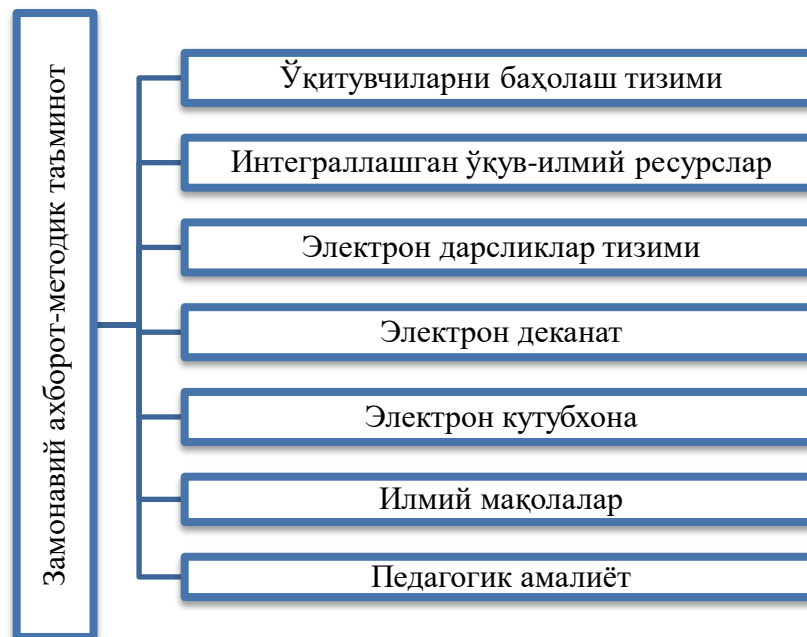 Замонавий ахборот-методик таъминот
Ўқитувчиларни баҳолаш тизими
Интеграллашган ўқув-илмий ресурслар
Электрон дарсликлар тизими
Электрон деканат
Электрон кутубхона
Илмий мақолалар
Педагогик амалиёт